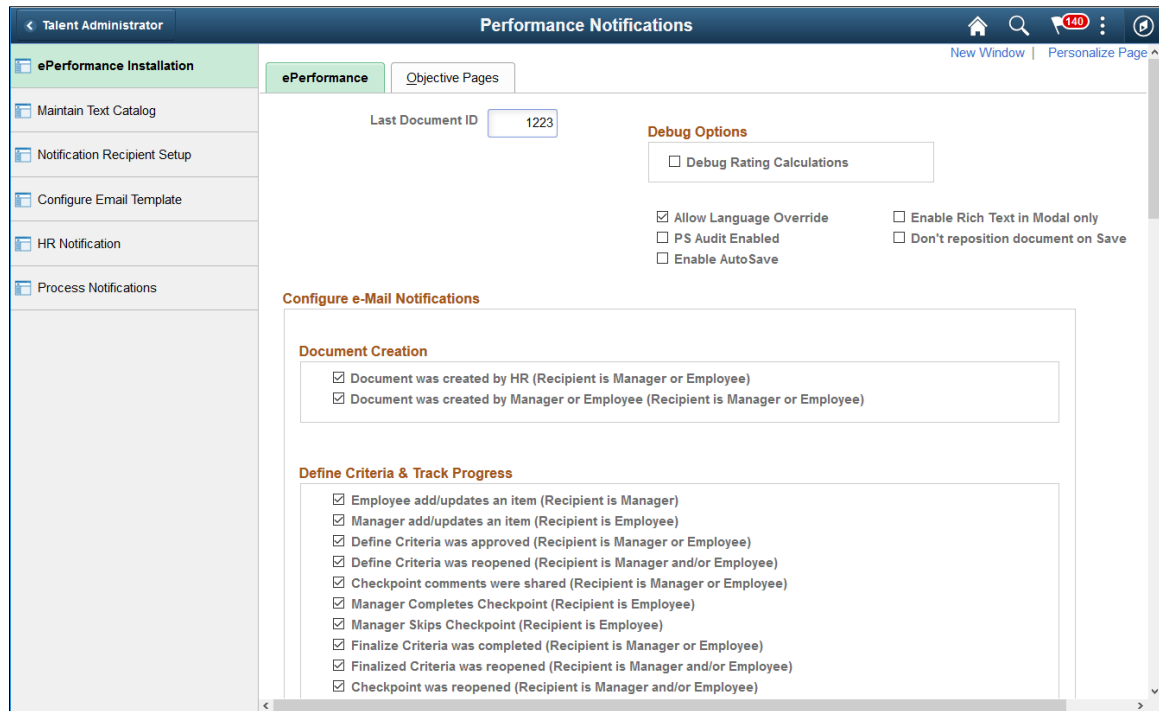 Talent Administrator
Performance Notifications
140
New Window | Personalize Page
ePerformance Installation
Maintain Text Catalog
Notification Recipient Setup
Configure Email Template
HR Notification
Process Notifications
ePerformance
Objective Pages
Last Document ID 1223
Debug Options
Debug Rating Calculations
Allow Language Override Enable Rich Text in Modal only
PS Audit Enabled Don't reposition document on Save
Enable AutoSave
Configure e-Mail Notifications
Document Creation
Document was created by HR (Recipient is Manager or Employee)
Document was created by Manager or Employee (Recipient is Manager or Employee)
Define Criteria & Track Progress
Employee add/updates an item (Recipient is Manager)
Manager add/updates an item (Recipient is Employee)
Define Criteria was approved (Recipient is Manager or Employee)
Define Criteria was reopened (Recipient is Manager and/or Employee)
Checkpoint comments were shared (Recipient is Manager or Employee)
Manager Completes Checkpoint (Recipient is Employee)
Manager Skips Checkpoint (Recipient is Employee)
Finalize Criteria was completed (Recipient is Manager or Employee)
Finalized Criteria was reopened (Recipient is Manager and/or Employee)
Checkpoint was reopened (Recipient is Manager and/or Employee)